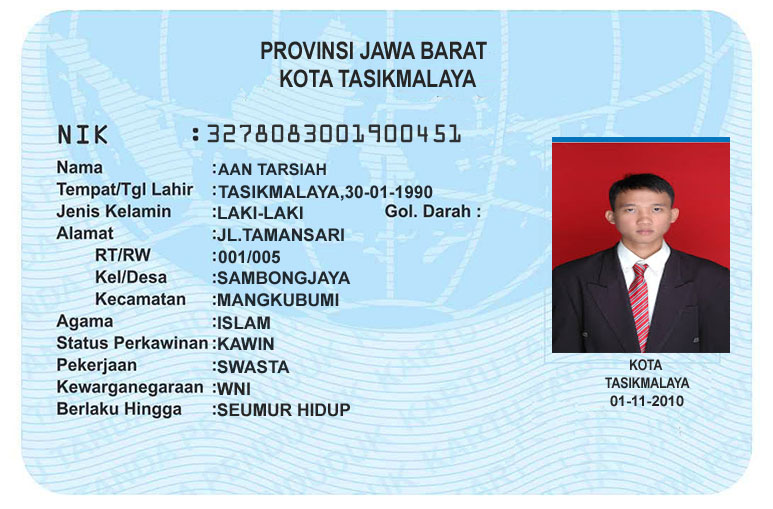 PROVINSI JAWA BARAT
KOTA TASIKMALAYA
NIK :3278083001900451
Nama :AAN TARSIAH
Tempat/Tgl Lahir :TASIKMALAYA,30-01-1990
Jenis Kelamin :LAKI-LAKI Gol. Darah :
Alamat :JL.TAMANSARI
RT/RW :001/005
Kel/Desa :SAMBONGJAYA
Kecamatan :MANGKUBUMI
Agama :ISLAM
Status Perkawinan :KAWIN
Pekerjaan :SWASTA
Kewarganegaraan :WNI
Berlaku Hingga :SEUMUR HIDUP
KOTA
TASIKMALAYA
01-11-2010